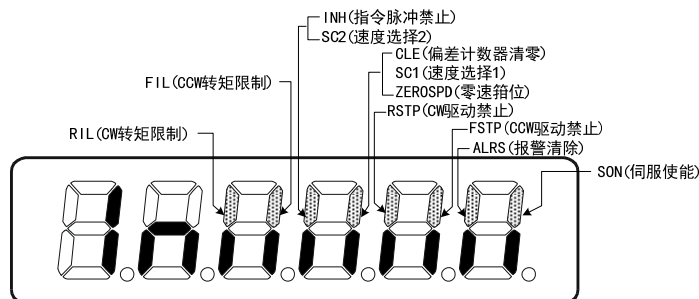 INH(指令脉冲禁止)
SC2(速度选择2)
CLE(偏差计数器清零)
SC1(速度选择1)
ZEROSPD(零速箝位)
FIL(CCW转矩限制)
RSTP(CW驱动禁止)
RIL(CW转矩限制)
FSTP(CCW驱动禁止)
ALRS(报警清除)
SON(伺服使能)